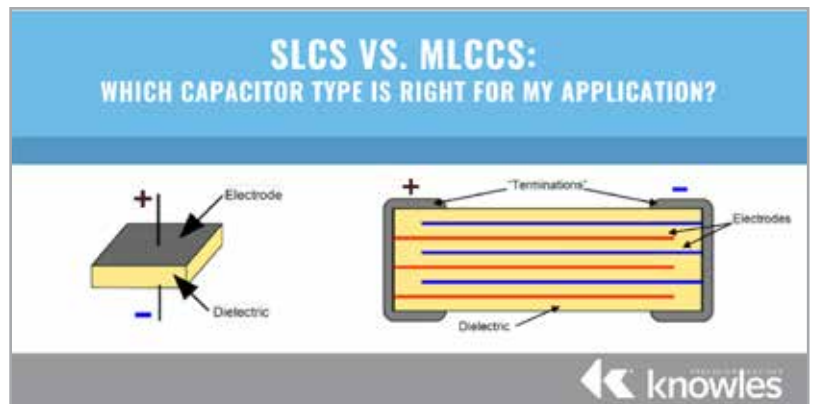 SLCS VS. MLCCS:
WHICH CAPACITOR TYPE IS RIGHT FOR MY APPLICATION?
+
Electrode
Dielectric
−
+
"Terminations"
−
Electrodes
Dielectric
knowles